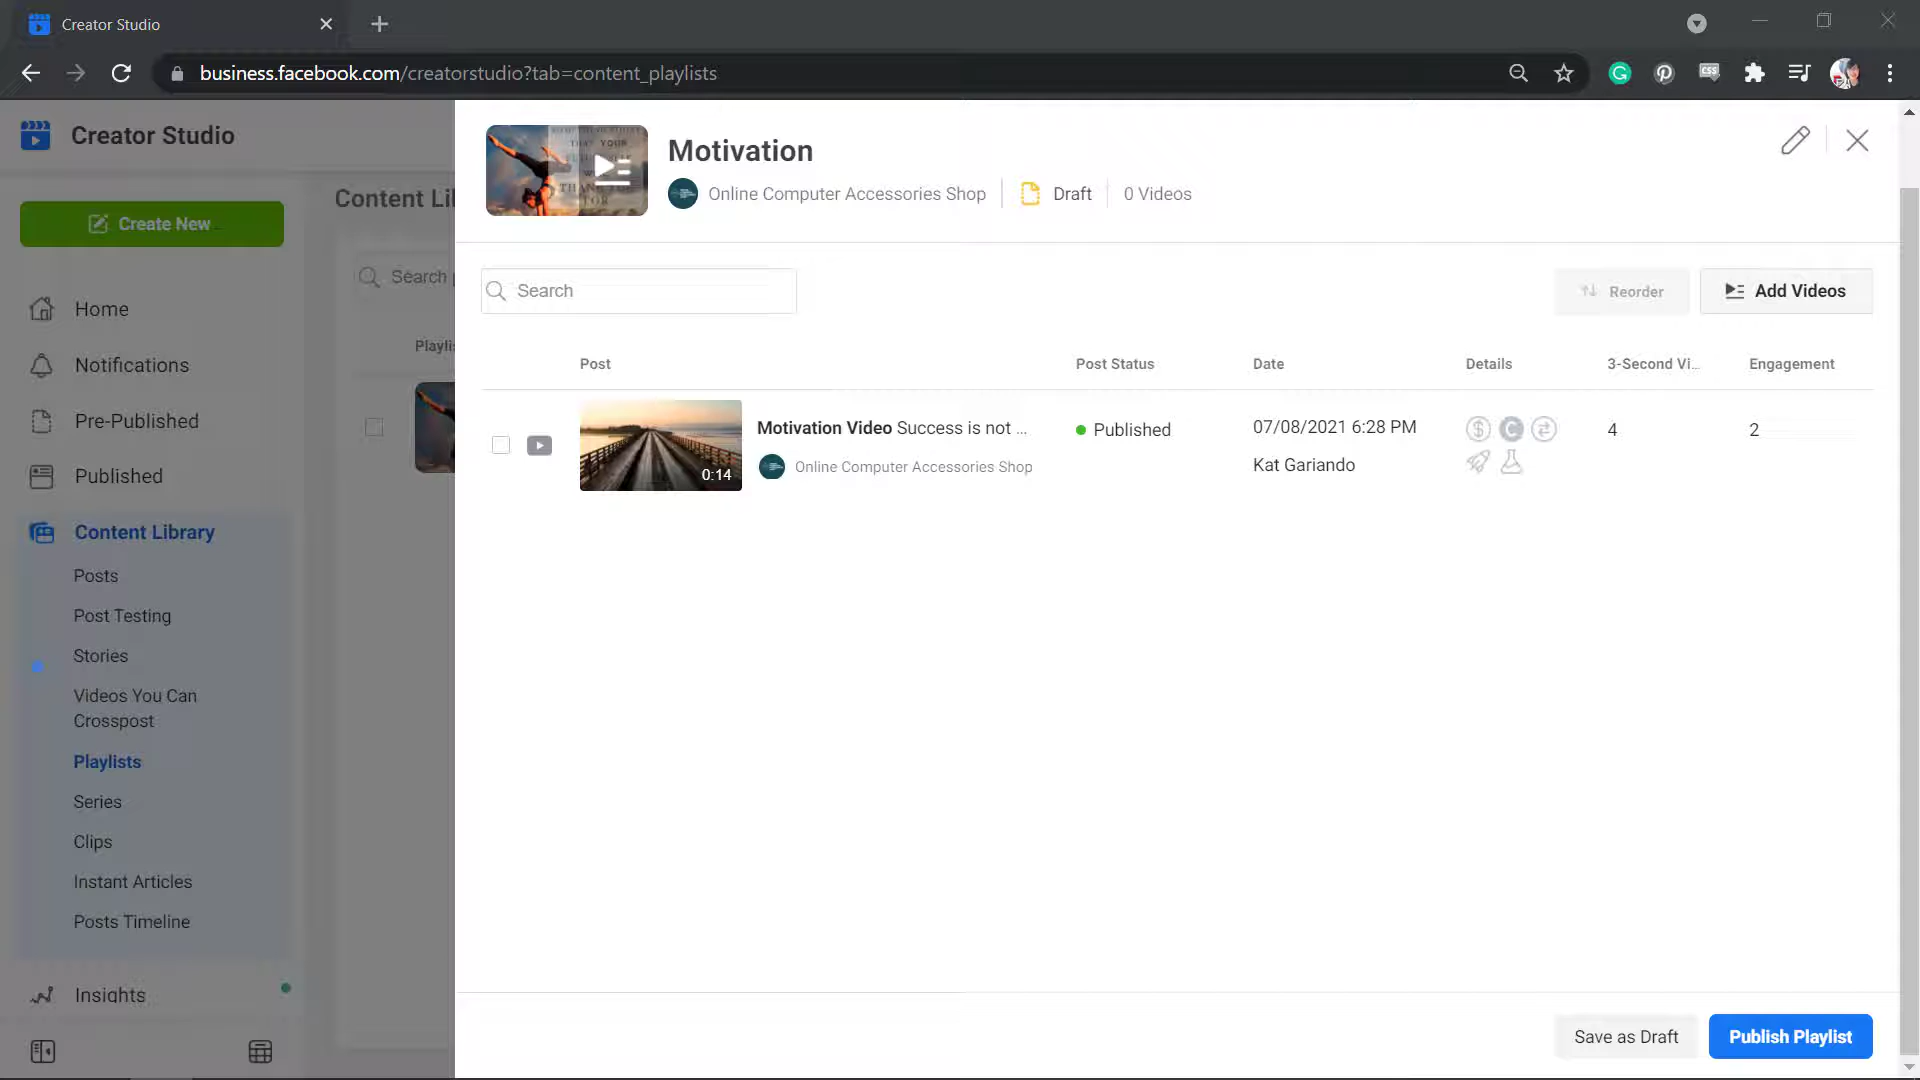 Creator Studio
business.facebook.com/creatorstudio?tab=content_playlists
Creator Studio
Create New
Home
Notifications
Pre-Published
Published
Content Library
Posts
Post Testing
Stories
Videos You Can
Crosspost
Playlists
Series
Clips
Instant Articles
Posts Timeline
Insights
Content Li
Search
Playli
Motivation
Online Computer Accessories Shop
Draft
0 Videos
Search
Reorder
Add Videos
Post
Post Status
Date
Details
3-Second Vi...
Engagement
0:14
Motivation Video Success is not ...
Online Computer Accessories Shop
Published
07/08/2021 6:28 PM
Kat Gariando
4
2
Save as Draft
Publish Playlist